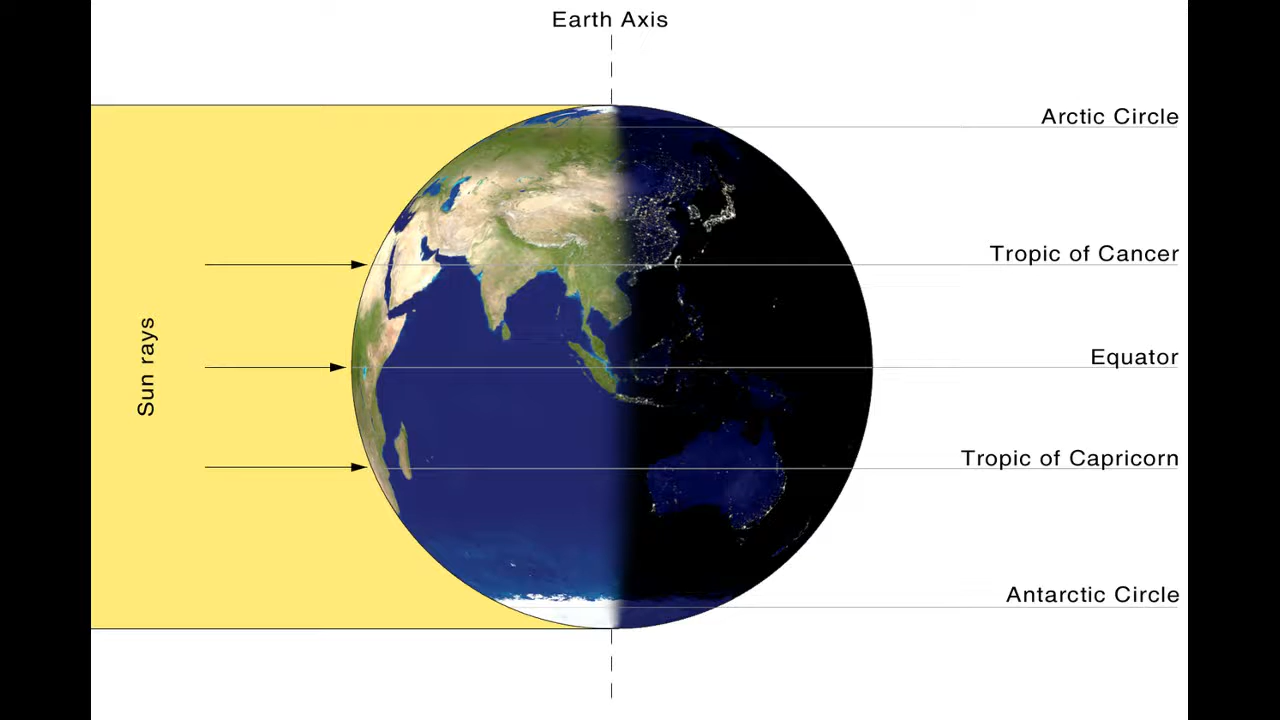 Earth Axis
Arctic Circle
Tropic of Cancer
Sun rays
Equator
Tropic of Capricorn
Antarctic Circle